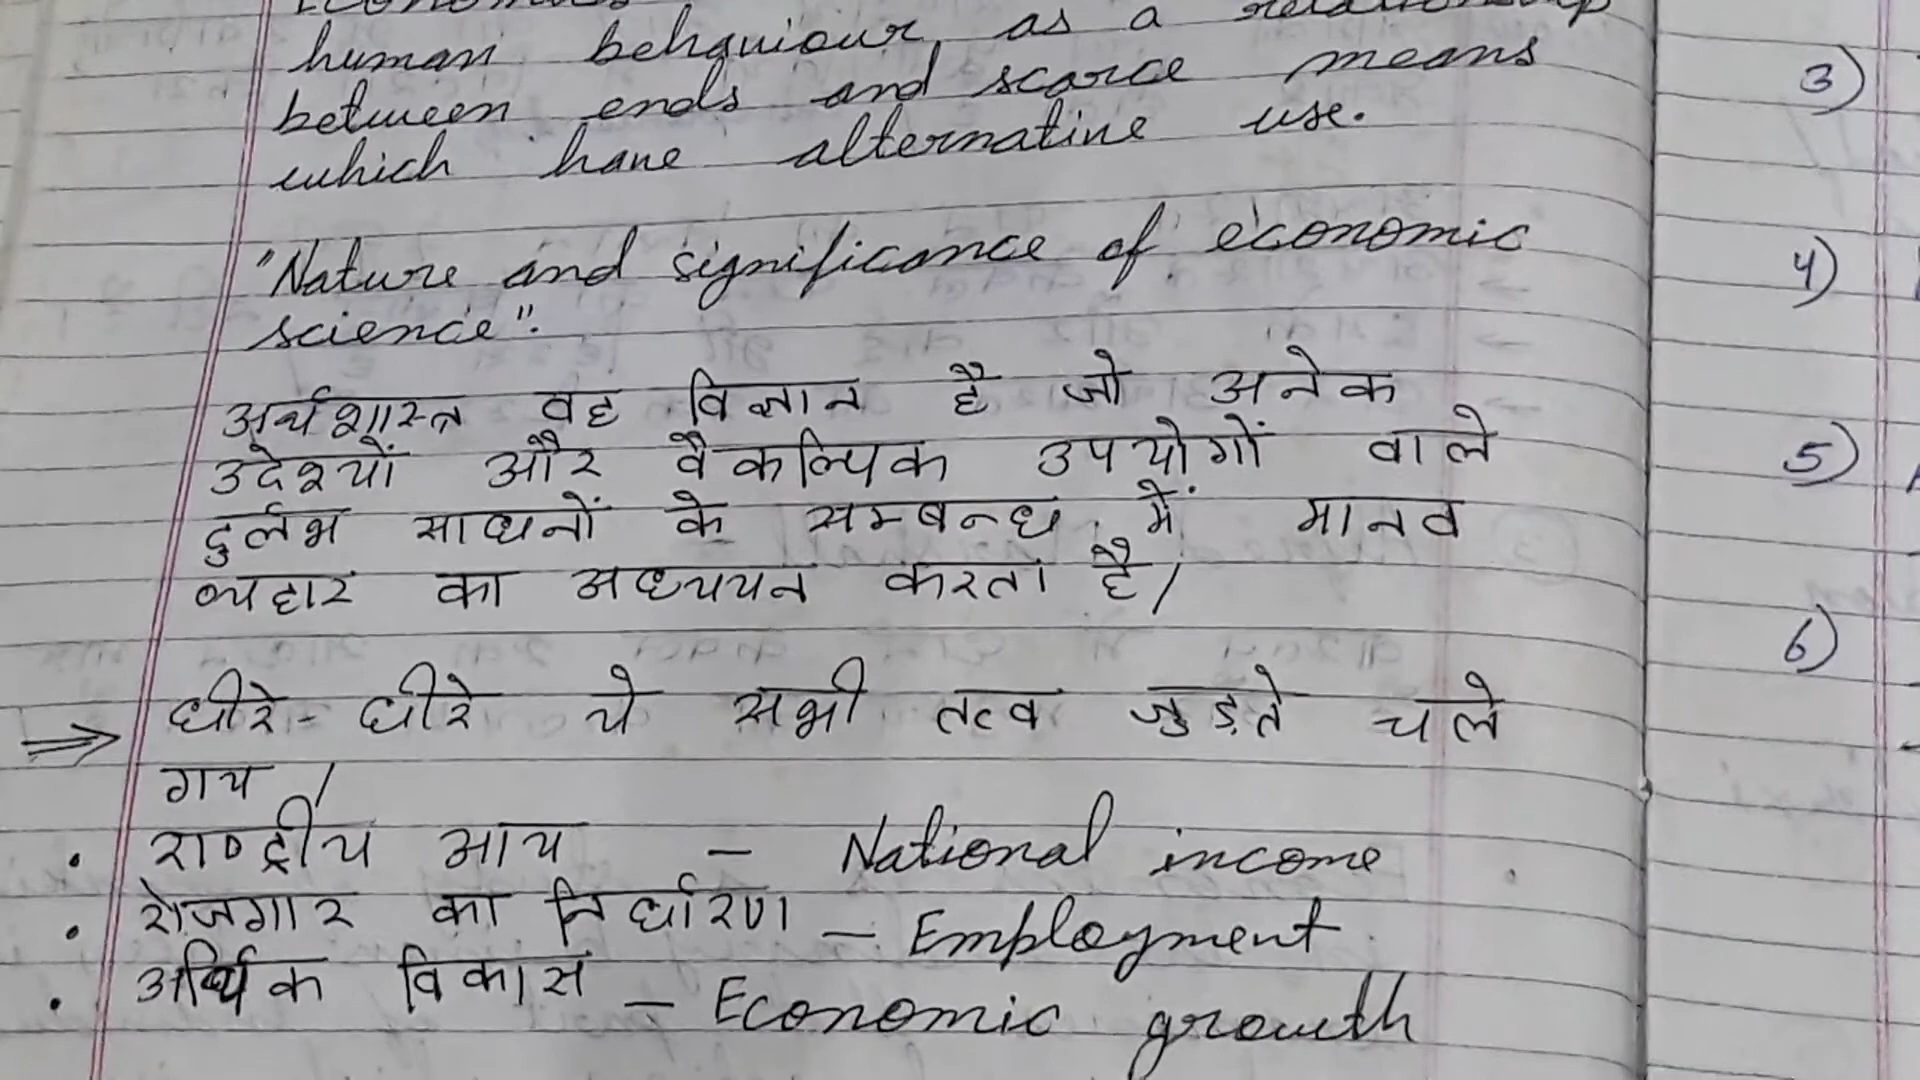 human behaviour, as a relationship
between ends and scarce means
which have alternative use.
"Nature and significance of economic
science".
अर्थशास्त्र वह विज्ञान है जो अनेक
उदेश्यों और वैकल्पिक उपयोगों वाले
दुर्लभ साधनों के सम्बन्ध में मानव
व्यहार का अध्ययन करता है।
⇒ धीरे- धीरे ये सभी तत्व जुड़ते चले
गय ।
• राष्ट्रीय आय - National income
• रोजगार का निर्धारण - Employment
• आर्थिक विकास - Economic growth
3)
4)
5)
6)